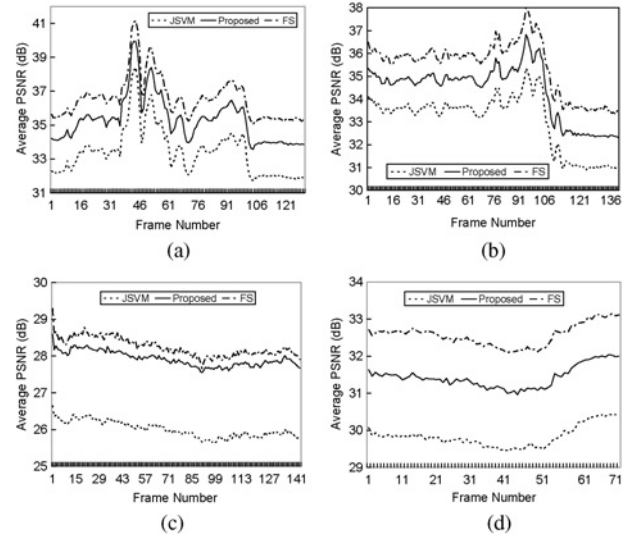 JSVM Proposed FS
Average PSNR (dB)
41
39
37
35
33
31
1 16 31 46 61 76 91 106 121
Frame Number
(a)
Average PSNR (dB)
38
37
36
35
34
33
32
31
30
JSVM Proposed FS
1 16 31 46 61 76 91 106 121 136
Frame Number
(b)
JSVM Proposed FS
Average PSNR (dB)
30
29
28
27
26
25
1 15 29 43 57 71 85 99 113 127 141
Frame Number
(c)
JSVM Proposed FS
Average PSNR (dB)
34
33
32
31
30
29
1 11 21 31 41 51 61 71
Frame Number
(d)